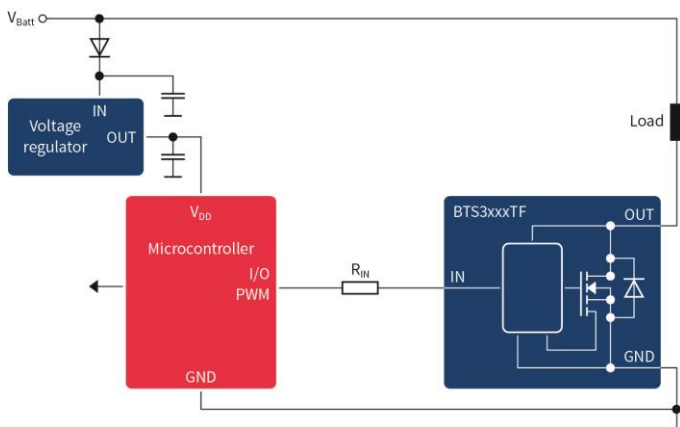 VBatt
IN
Voltage
regulator
OUT
Load
VDD
Microcontroller
I/O
PWM
GND
RIN
BTS3xxxTF
OUT
IN
GND